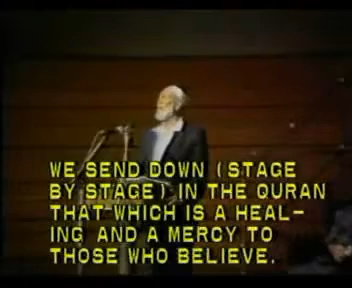 WE SEND DOWN (STAGE
BY STAGE) IN THE QURAN
THAT WHICH IS A HEAL-
ING AND A MERCY TO
THOSE WHO BELIEVE.